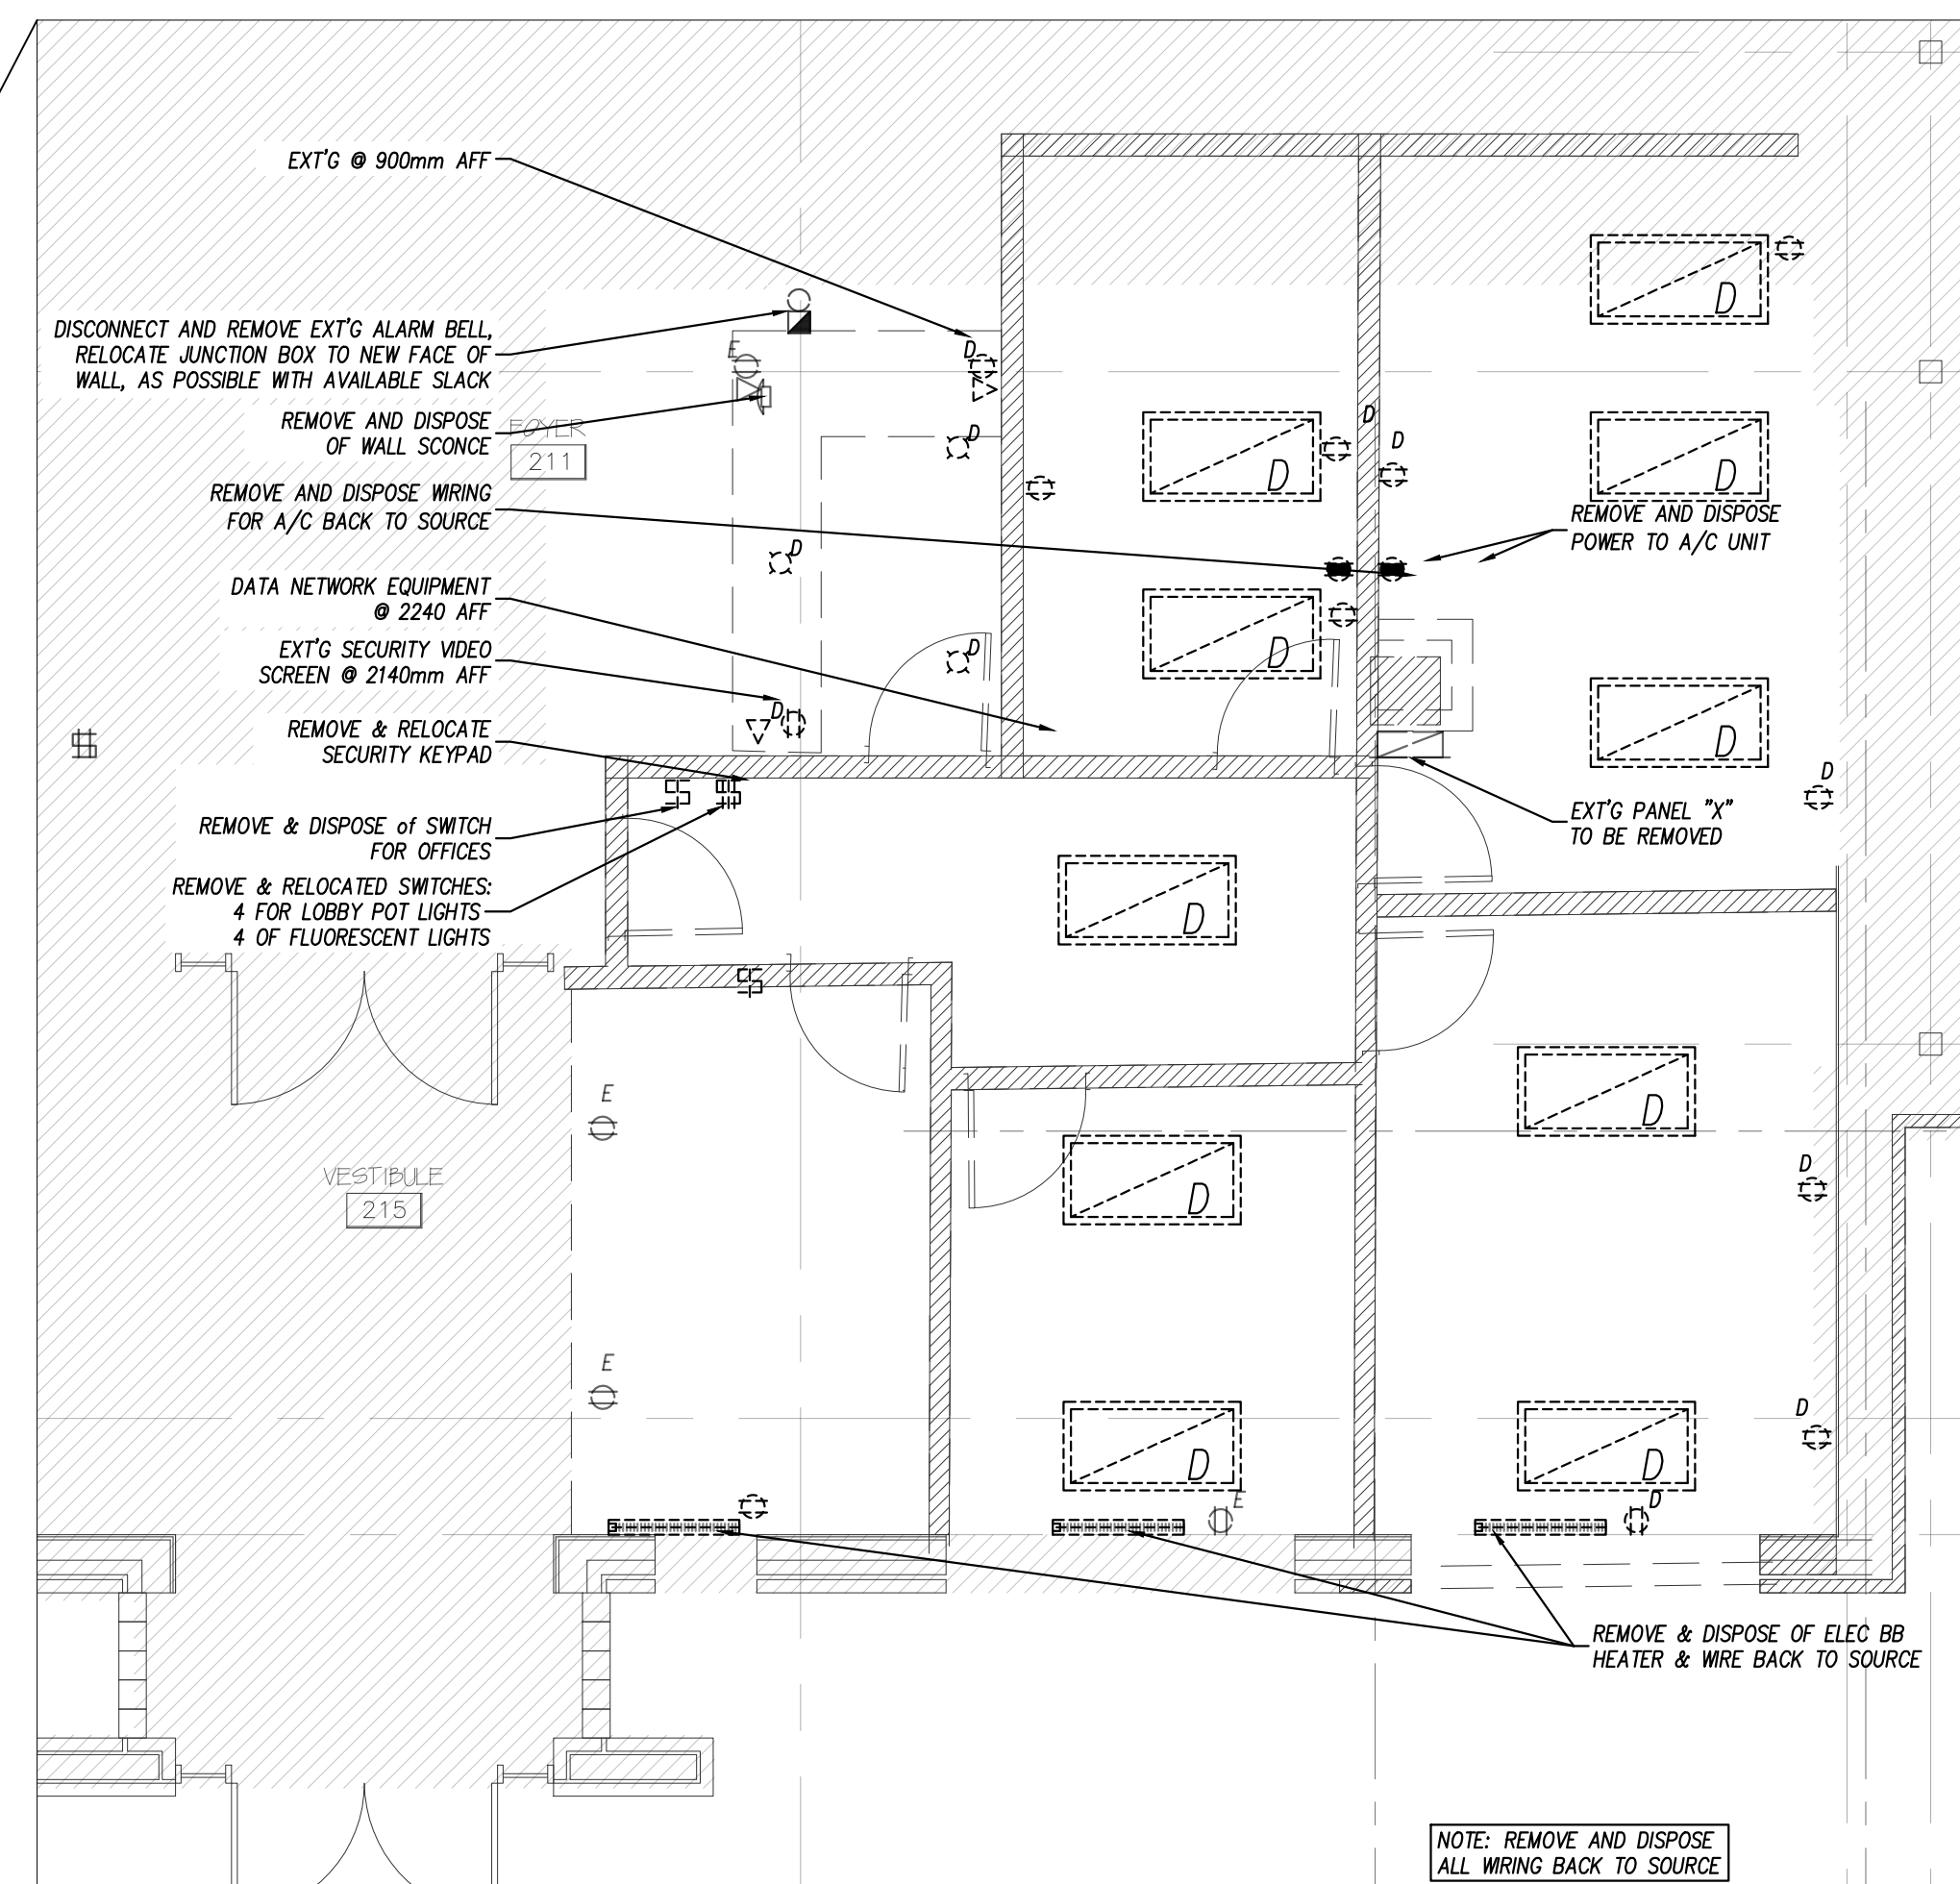 EXT'G @ 900mm AFF
DISCONNECT AND REMOVE EXT'G ALARM BELL,
RELOCATE JUNCTION BOX TO NEW FACE OF
WALL, AS POSSIBLE WITH AVAILABLE SLACK
REMOVE AND DISPOSE
OF WALL SCONCE
FOYER
211
REMOVE AND DISPOSE WIRING
FOR A/C BACK TO SOURCE
DATA NETWORK EQUIPMENT
@ 2240 AFF
EXT'G SECURITY VIDEO
SCREEN @ 2140mm AFF
REMOVE & RELOCATE
SECURITY KEYPAD
REMOVE & DISPOSE of SWITCH
FOR OFFICES
REMOVE & RELOCATED SWITCHES:
4 FOR LOBBY POT LIGHTS
4 OF FLUORESCENT LIGHTS
VESTIBULE
215
E
D
D
D
D
D
D
D
D
D
D
D
D
D
REMOVE AND DISPOSE
POWER TO A/C UNIT
D
D
EXT'G PANEL "X"
TO BE REMOVED
D
E
D
D
D
E
D
D
D
E
D
REMOVE & DISPOSE OF ELEC BB
HEATER & WIRE BACK TO SOURCE
NOTE: REMOVE AND DISPOSE
ALL WIRING BACK TO SOURCE